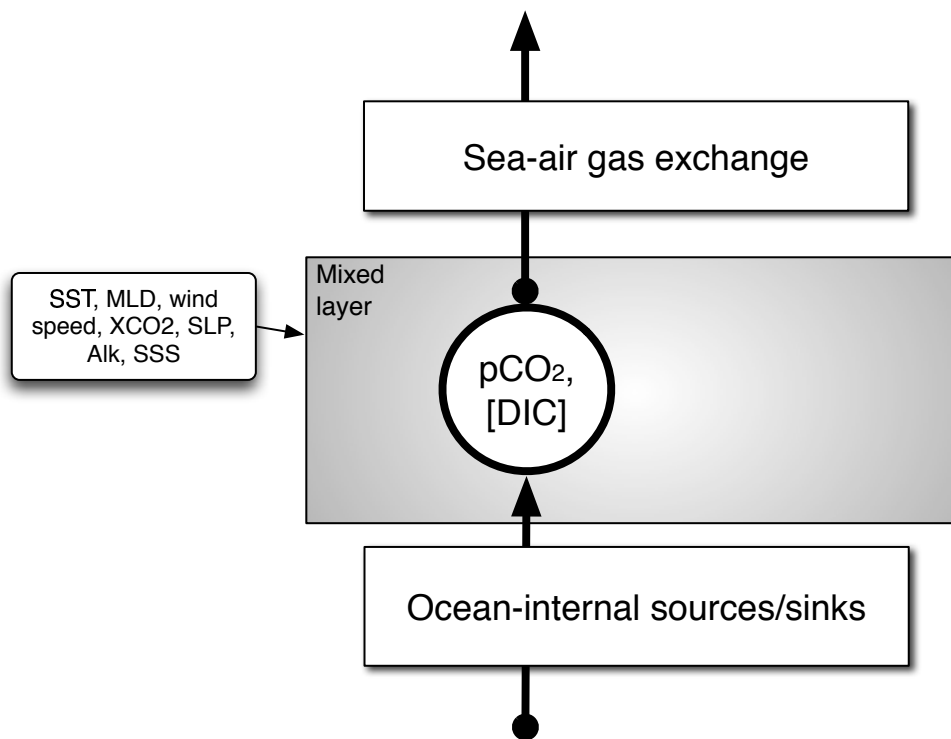 Sea-air gas exchange
Mixed
layer
SST, MLD, wind
speed, XCO2, SLP,
Alk, SSS
pCO₂,
[DIC]
Ocean-internal sources/sinks